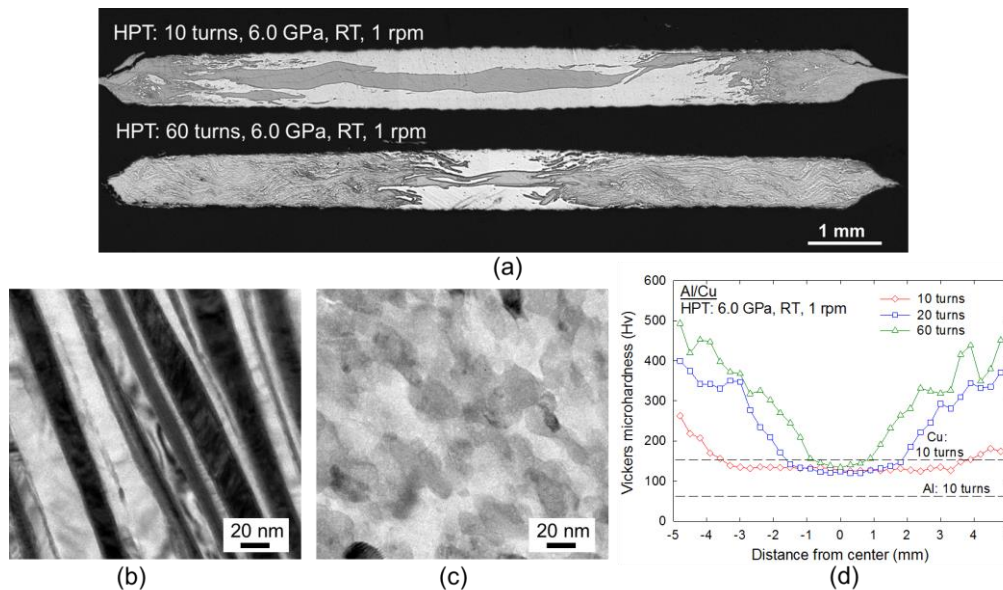 HPT: 10 turns, 6.0 GPa, RT, 1 rpm
HPT: 60 turns, 6.0 GPa, RT, 1 rpm
1 mm
(a)
20 nm
(b)
20 nm
(c)
Al/Cu
HPT: 6.0 GPa, RT, 1 rpm
10 turns
20 turns
60 turns
Cu:
10 turns
Al: 10 turns
600
500
400
300
200
100
0
Vickers microhardness (Hv)
-5 -4 -3 -2 -1 0 1 2 3 4 5
Distance from center (mm)
(d)